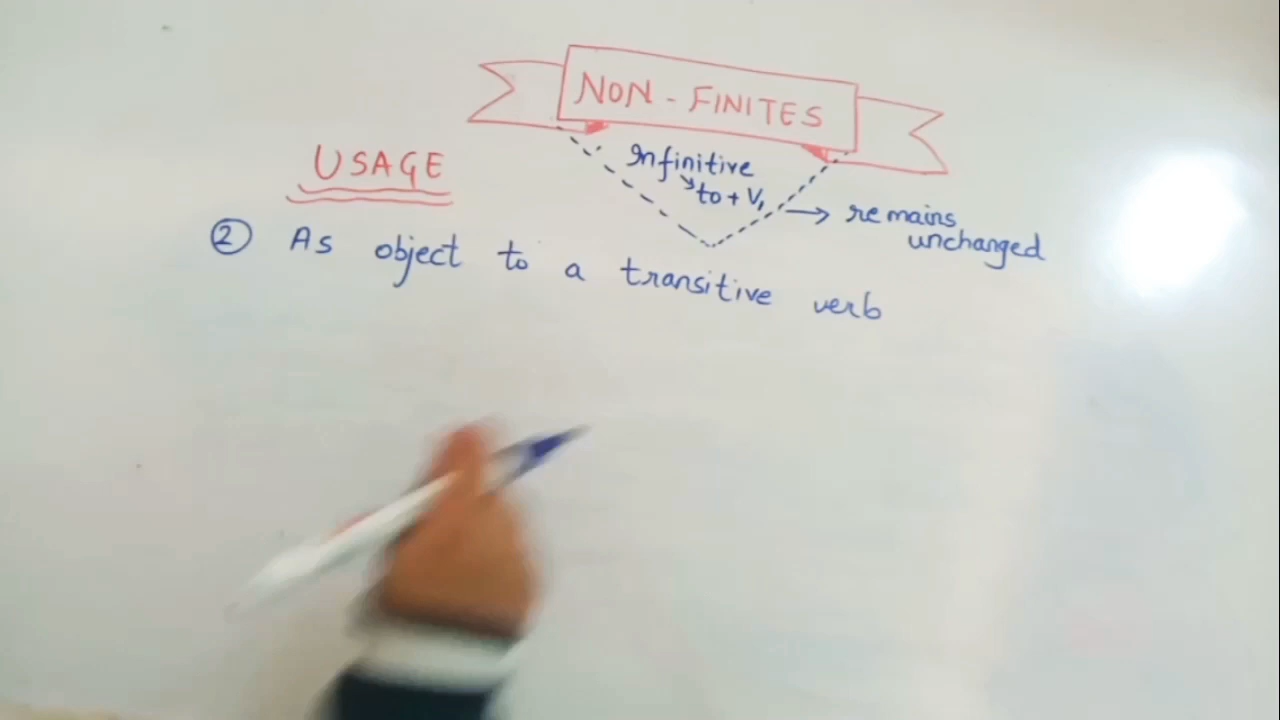 NON - FINITES
Infinitive
to + V₁
→ remains
unchanged
USAGE
② As object to a transitive verb